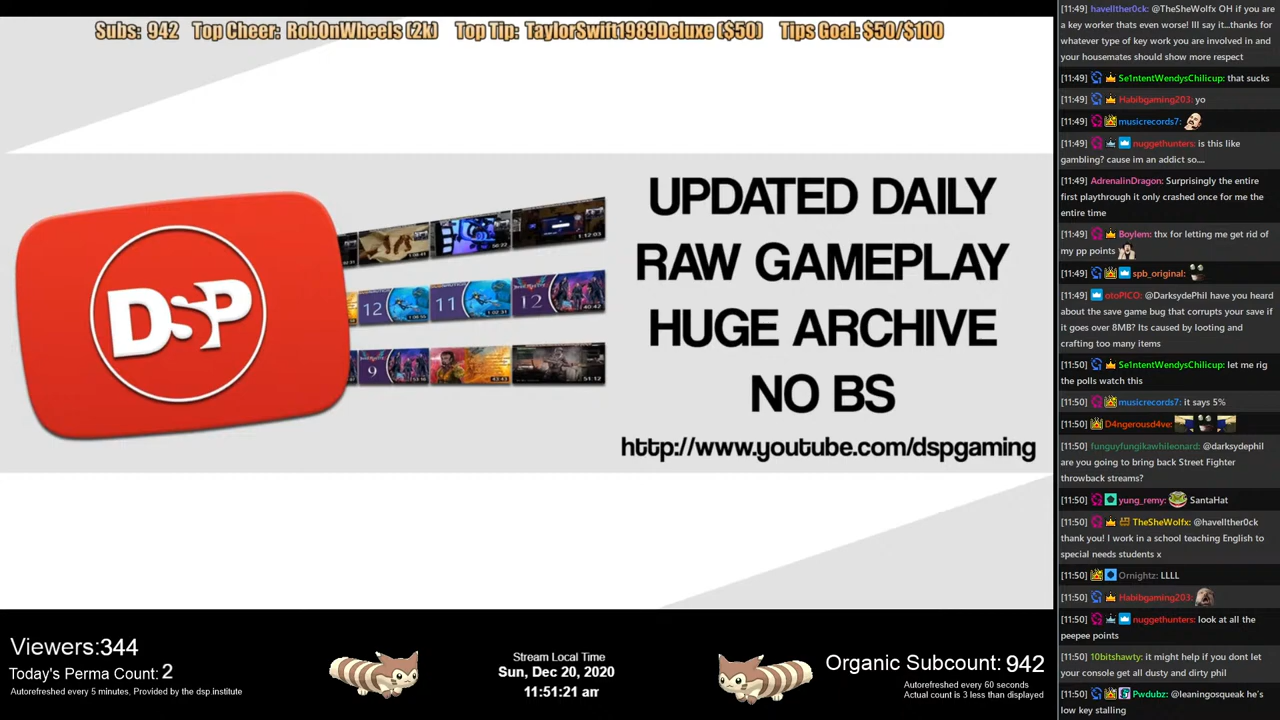 Subs: 942 Top Cheer: RobOnWheels (2k) Top Tip: TaylorSwift1989Deluxe ($50) Tips Goal: $50/$100
DSP
12
11
12
9
UPDATED DAILY
RAW GAMEPLAY
HUGE ARCHIVE
NO BS
http://www.youtube.com/dspgaming
Viewers:344
Today's Perma Count: 2
Autorefreshed every 5 minutes, Provided by the dsp institute
Stream Local Time
Sun, Dec 20, 2020
11:51:21 am
Organic Subcount: 942
Autorefreshed every 60 seconds
Actual count is 3 less than displayed
[11:49] havellther0ck: @TheSheWolfx OH if you are
a key worker thats even worse! Ill say it...thanks for
whatever type of key work you are involved in and
your housemates should show more respect
[11:49] Se1ntentWendysChilicup: that sucks
[11:49] Habibgaming203: yo
[11:49] musicrecords7:
[11:49] nuggethunters: is this like
gambling? cause im an addict so....
AdrenalinDragon: Surprisingly the entire
first playthrough it only crashed once for me the
entire time
[11:49] Boylem: thx for letting me get rid of
my pp points
[11:49] spb_original:
[11:49] otoPICO: @DarksydePhil have you heard
about the save game bug that corrupts your save if
it goes over 8MB? Its caused by looting and
crafting too many items
[11:49] Se1ntentWendysChilicup: let me rig
the polls watch this
[11:50] musicrecords7: it says 5%
[11:50] D4ngerousd4ve:
[11:50] funguyfungikawhileonard: @darksydephil
are you going to bring back Street Fighter
throwback streams?
[11:50] yung_remy: SantaHat
[11:50] TheSheWolfx: @havellther0ck
thank you! I work in a school teaching English to
special needs students x
[11:50] Ornightz: LLLL
[11:50] Habibgaming203:
[11:50] nuggethunters: look at all the
peepee points
[11:50] 10bitshawty: it might help if you dont let
your console get all dusty and dirty phil
[11:50] Pwdubz: @leaningosqueak he's
low key stalling